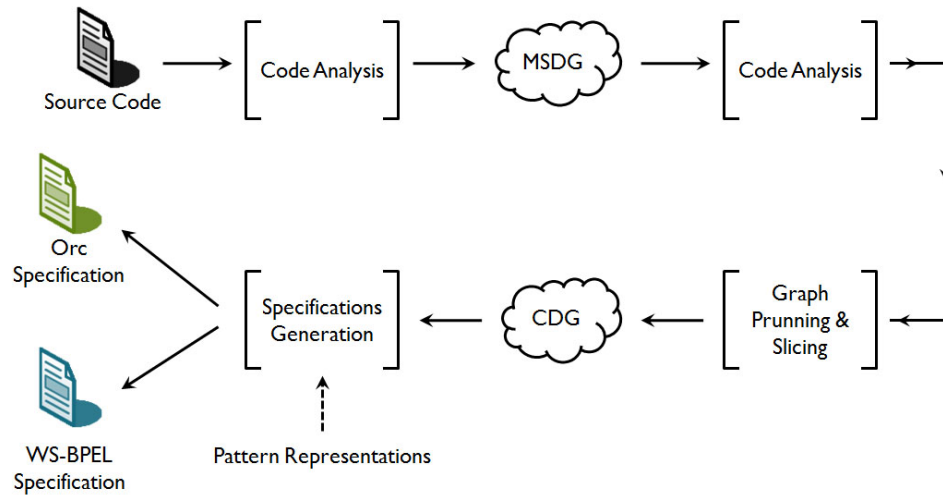 Source Code
Code Analysis
MSDG
Code Analysis
Orc
Specification
Specifications
Generation
CDG
Graph
Prunning &
Slicing
WS-BPEL
Specification
Pattern Representations